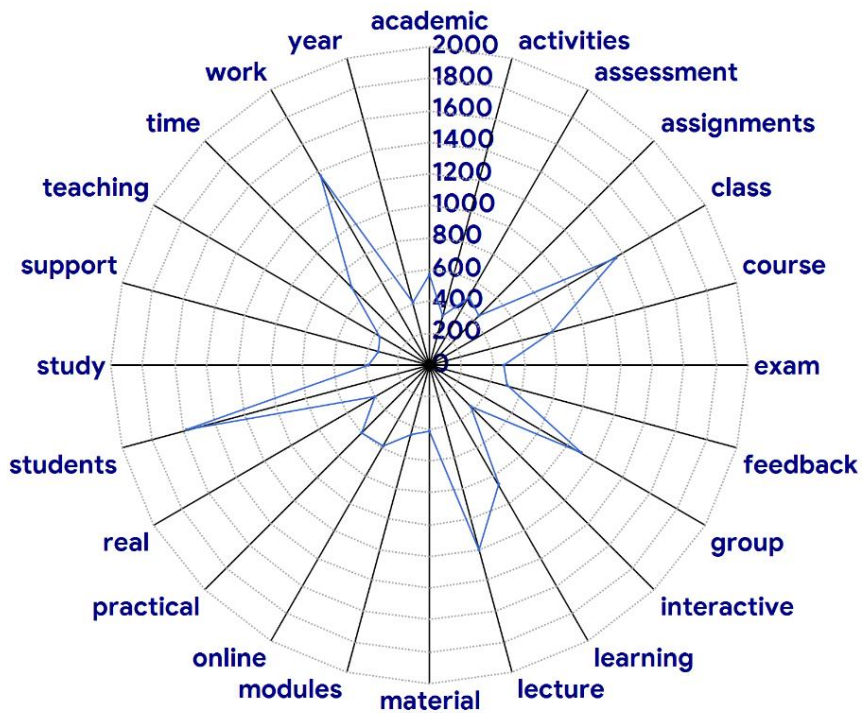 academic
2000
activities
year
1800
assessment
work
1600
time
assignments
1400
1200
teaching
class
1000
800
support
course
600
400
200
study
0
exam
students
feedback
real
group
practical
interactive
online
learning
modules
lecture
material